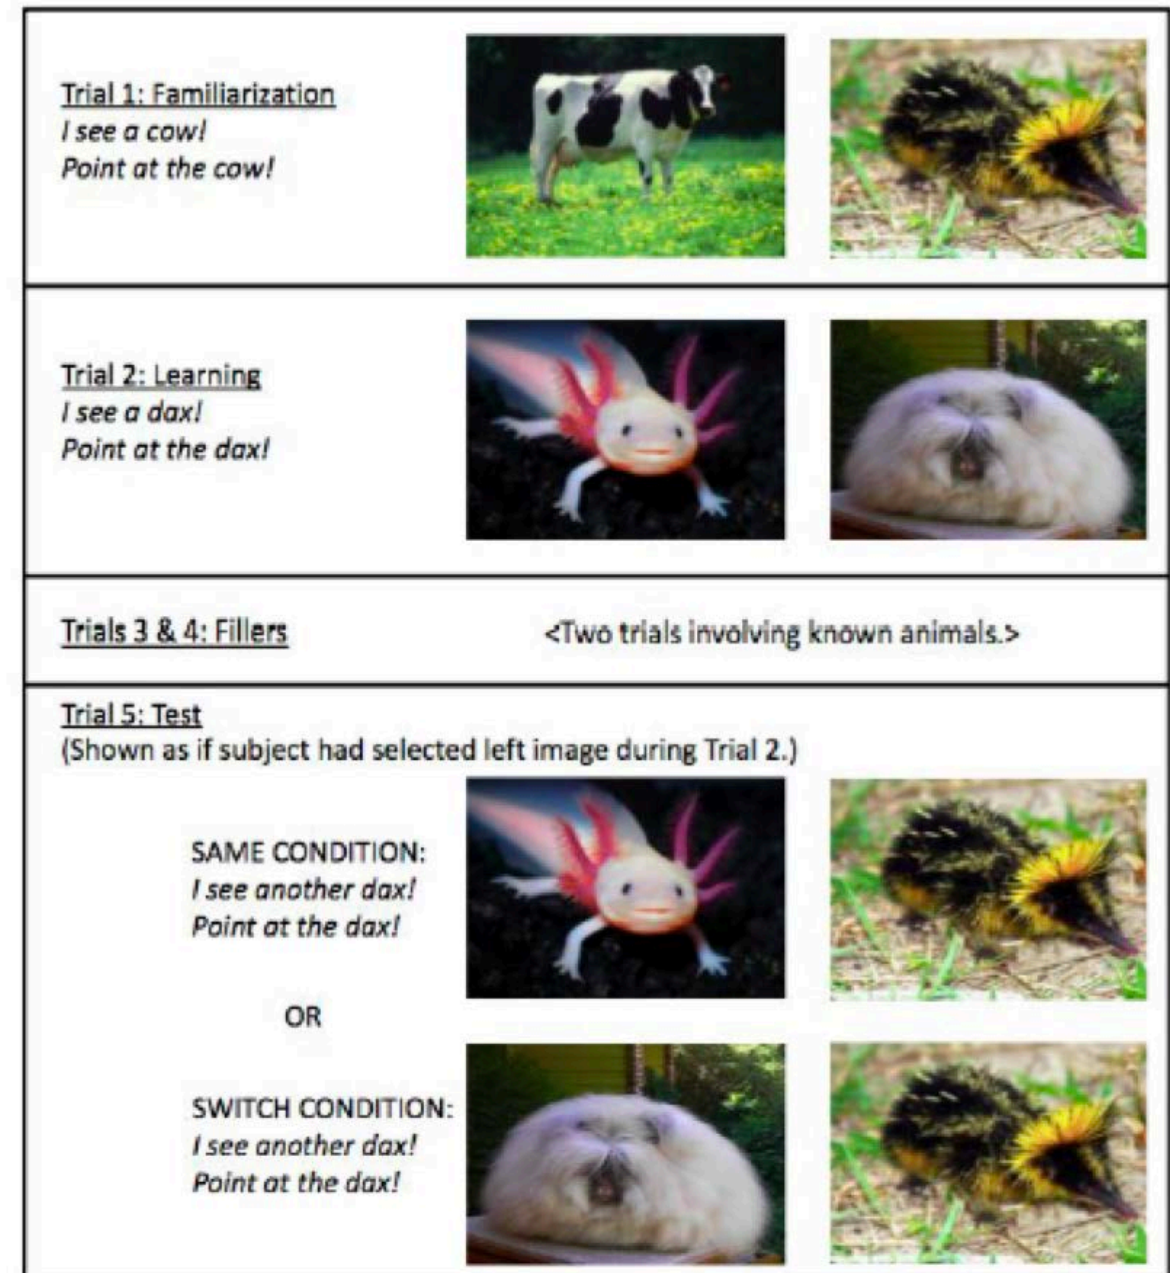 Trial 1: Familiarization
I see a cow!
Point at the cow!
Trial 2: Learning
I see a dax!
Point at the dax!
Trials 3 & 4: Fillers
<Two trials involving known animals.>
Trial 5: Test
(Shown as if subject had selected left image during Trial 2.)
SAME CONDITION:
I see another dax!
Point at the dax!
OR
SWITCH CONDITION:
I see another dax!
Point at the dax!